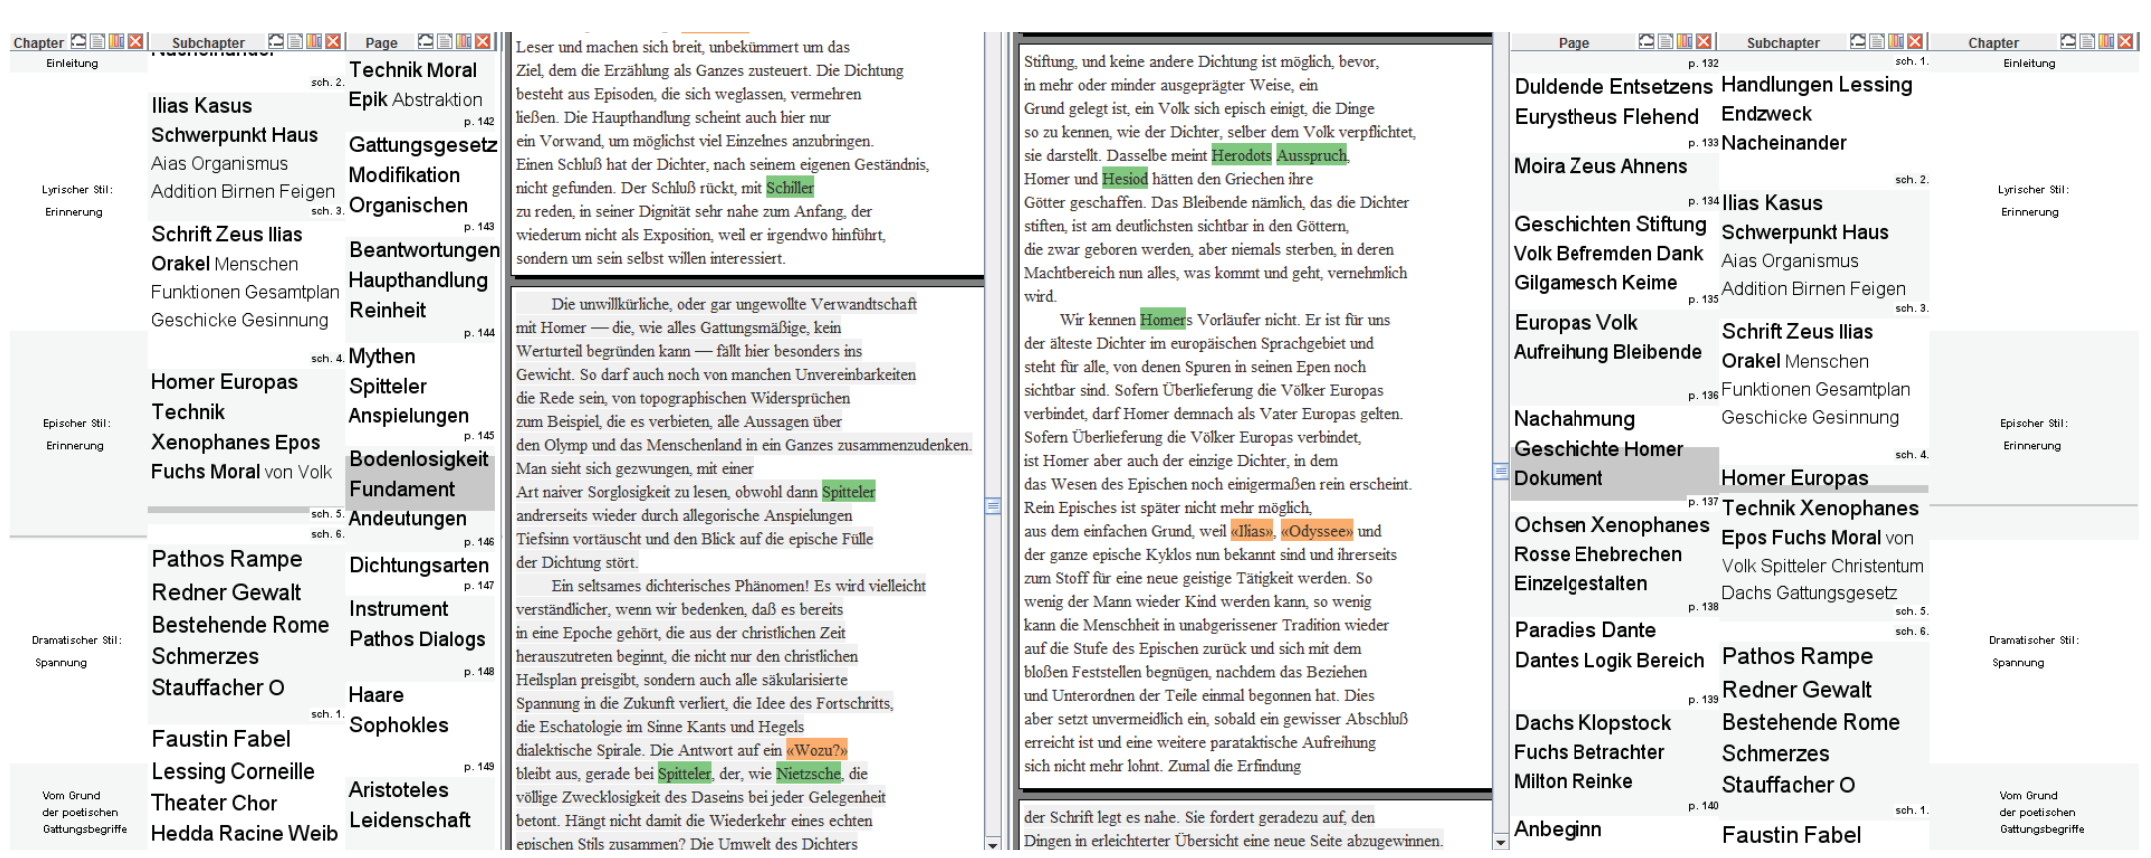 Chapter
Einleitung
Lyrischer Stil:
Erinnerung
Epischer Stil:
Erinnerung
Dramatischer Stil:
Spannung
Vom Grund
der poetischen
Gattungsbegriffe
Subchapter
Nacheinander
sch. 2.
Ilias Kasus
Schwerpunkt Haus
Aias Organismus
Addition Birnen Feigen
sch. 3.
Schrift Zeus Ilias
Orakel Menschen
Funktionen Gesamtplan
Geschicke Gesinnung
sch. 4.
Homer Europas
Technik
Xenophanes Epos
Fuchs Moral von Volk
sch. 5.
sch. 6.
Pathos Rampe
Redner Gewalt
Bestehende Rome
Schmerzes
Stauffacher O
sch. 1.
Faustin Fabel
Lessing Corneille
Theater Chor
Hedda Racine Weib
Page
Technik Moral
Epik Abstraktion
p. 142
Gattungsgesetz
Modifikation
Organischen
p. 143
Beantwortungen
Haupthandlung
Reinheit
p. 144
Mythen
Spitteler
Anspielungen
p. 145
Bodenlosigkeit
Fundament
Andeutungen
p. 146
Dichtungsarten
p. 147
Instrument
Pathos Dialogs
p. 148
Haare
Sophokles
p. 149
Aristoteles
Leidenschaft
Leser und machen sich breit, unbekümmert um das
Ziel, dem die Erzählung als Ganzes zusteuert. Die Dichtung
besteht aus Episoden, die sich weglassen, vermehren
ließen. Die Haupthandlung scheint auch hier nur
ein Vorwand, um möglichst viel Einzelnes anzubringen.
Einen Schluß hat der Dichter, nach seinem eigenen Geständnis,
nicht gefunden. Der Schluß rückt, mit Schiller
zu reden, in seiner Dignität sehr nahe zum Anfang, der
wiederum nicht als Exposition, weil er irgendwo hinführt,
sondern um sein selbst willen interessiert.
Die unwillkürliche, oder gar ungewollte Verwandtschaft
mit Homer — die, wie alles Gattungsmäßige, kein
Werturteil begründen kann — fällt hier besonders ins
Gewicht. So darf auch noch von manchen Unvereinbarkeiten
die Rede sein, von topographischen Widersprüchen
zum Beispiel, die es verbieten, alle Aussagen über
den Olymp und das Menschenland in ein Ganzes zusammenzudenken.
Man sieht sich gezwungen, mit einer
Art naiver Sorglosigkeit zu lesen, obwohl dann Spitteler
andrerseits wieder durch allegorische Anspielungen
Tiefsinn vortäuscht und den Blick auf die epische Fülle
der Dichtung stört.
Ein seltsames dichterisches Phänomen! Es wird vielleicht
verständlicher, wenn wir bedenken, daß es bereits
in eine Epoche gehört, die aus der christlichen Zeit
herauszutreten beginnt, die nicht nur den christlichen
Heilsplan preisgibt, sondern auch alle säkularisierte
Spannung in die Zukunft verliert, die Idee des Fortschritts,
die Eschatologie im Sinne Kants und Hegels
dialektische Spirale. Die Antwort auf ein «Wozu?»
bleibt aus, gerade bei Spitteler, der, wie Nietzsche, die
völlige Zwecklosigkeit des Daseins bei jeder Gelegenheit
betont. Hängt nicht damit die Wiederkehr eines echten
epischen Stils zusammen? Die Umwelt des Dichters
Stiftung, und keine andere Dichtung ist möglich, bevor,
in mehr oder minder ausgeprägter Weise, ein
Grund gelegt ist, ein Volk sich episch einigt, die Dinge
so zu kennen, wie der Dichter, selber dem Volk verpflichtet,
sie darstellt. Dasselbe meint Herodots Ausspruch,
Homer und Hesiod hätten den Griechen ihre
Götter geschaffen. Das Bleibende nämlich, das die Dichter
stiften, ist am deutlichsten sichtbar in den Göttern,
die zwar geboren werden, aber niemals sterben, in deren
Machtbereich nun alles, was kommt und geht, vernehmlich
wird.
Wir kennen Homers Vorläufer nicht. Er ist für uns
der älteste Dichter im europäischen Sprachgebiet und
steht für alle, von denen Spuren in seinen Epen noch
sichtbar sind. Sofern Überlieferung die Völker Europas
verbindet, darf Homer demnach als Vater Europas gelten.
Sofern Überlieferung die Völker Europas verbindet,
ist Homer aber auch der einzige Dichter, in dem
das Wesen des Epischen noch einigermaßen rein erscheint.
Rein Episches ist später nicht mehr möglich,
aus dem einfachen Grund, weil «Ilias», «Odyssee» und
der ganze epische Kyklos nun bekannt sind und ihrerseits
zum Stoff für eine neue geistige Tätigkeit werden. So
wenig der Mann wieder Kind werden kann, so wenig
kann die Menschheit in unabgerissener Tradition wieder
auf die Stufe des Epischen zurück und sich mit dem
bloßen Feststellen begnügen, nachdem das Beziehen
und Unterordnen der Teile einmal begonnen hat. Dies
aber setzt unvermeidlich ein, sobald ein gewisser Abschluß
erreicht ist und eine weitere parataktische Aufreihung
sich nicht mehr lohnt. Zumal die Erfindung
der Schrift legt es nahe. Sie fordert geradezu auf, den
Dingen in erleichterter Übersicht eine neue Seite abzugewinnen.
Page
p. 132
Duldende Entsetzens
Eurystheus Flehend
p. 133
Moira Zeus Ahnens
p. 134
Geschichten Stiftung
Volk Befremden Dank
Gilgamesch Keime
p. 135
Europas Volk
Aufreihung Bleibende
p. 136
Nachahmung
Geschichte Homer
Dokument
p. 137
Ochsen Xenophanes
Rosse Ehebrechen
Einzelgestalten
p. 138
Paradies Dante
Dantes Logik Bereich
p. 139
Dachs Klopstock
Fuchs Betrachter
Milton Reinke
p. 140
Anbeginn
Subchapter
sch. 1.
Handlungen Lessing
Endzweck
Nacheinander
sch. 2.
Ilias Kasus
Schwerpunkt Haus
Aias Organismus
Addition Birnen Feigen
sch. 3.
Schrift Zeus Ilias
Orakel Menschen
Funktionen Gesamtplan
Geschicke Gesinnung
sch. 4.
Homer Europas
Technik Xenophanes
Epos Fuchs Moral von
Volk Spitteler Christentum
Dachs Gattungsgesetz
sch. 5.
sch. 6.
Pathos Rampe
Redner Gewalt
Bestehende Rome
Schmerzes
Stauffacher O
sch. 1.
Faustin Fabel
Chapter
Einleitung
Lyrischer Stil:
Erinnerung
Epischer Stil:
Erinnerung
Dramatischer Stil:
Spannung
Vom Grund
der poetischen
Gattungsbegriffe